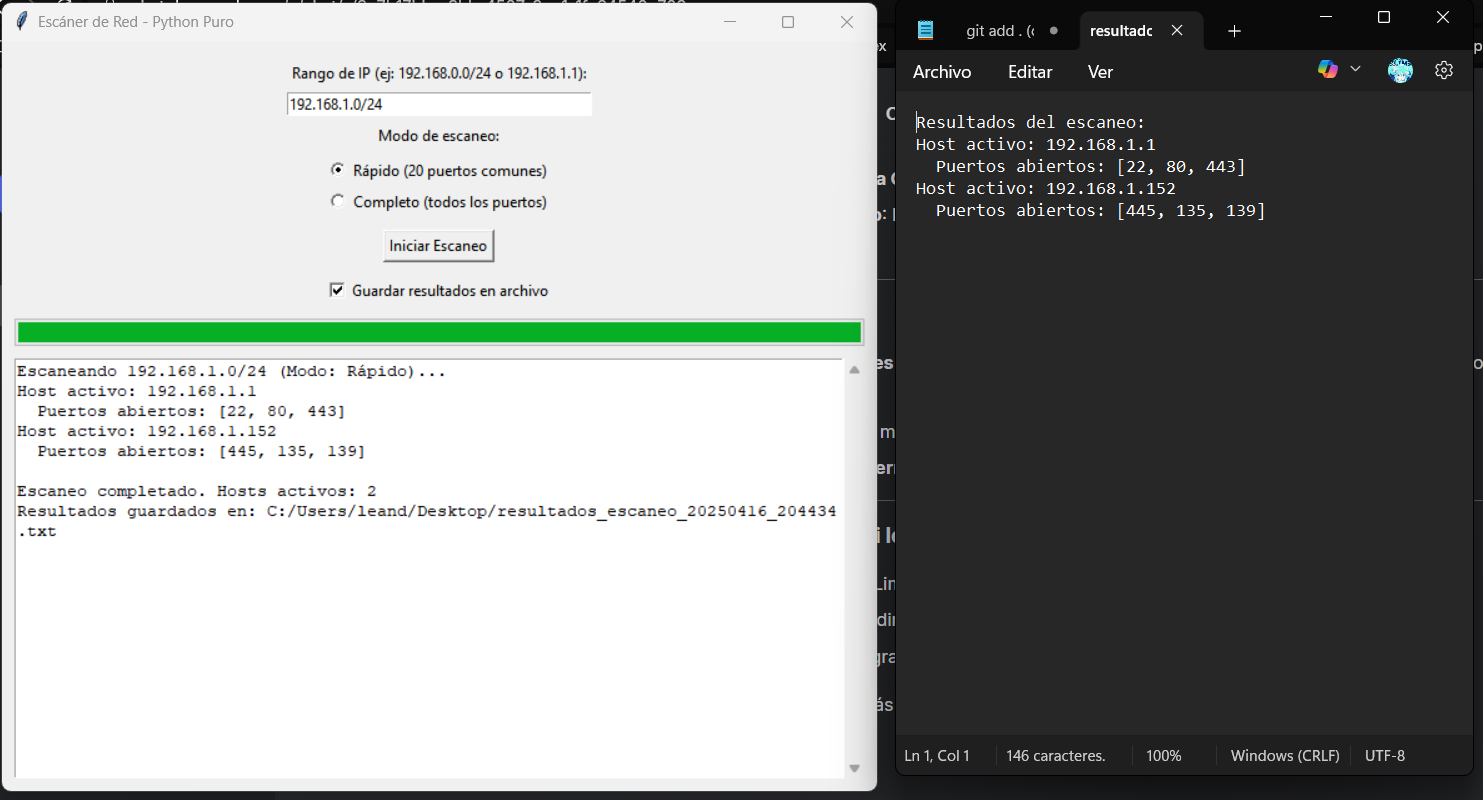 Escáner de Red - Python Puro
Rango de IP (ej: 192.168.0.0/24 o 192.168.1.1):
192.168.1.0/24
Modo de escaneo:
Rápido (20 puertos comunes)
Completo (todos los puertos)
Iniciar Escaneo
Guardar resultados en archivo
Escaneando 192.168.1.0/24 (Modo: Rápido)...
Host activo: 192.168.1.1
  Puertos abiertos: [22, 80, 443]
Host activo: 192.168.1.152
  Puertos abiertos: [445, 135, 139]
Escaneo completado. Hosts activos: 2
Resultados guardados en: C:/Users/leand/Desktop/resultados_escaneo_20250416_204434
.txt
git add . (
resultado
Archivo Editar Ver
Resultados del escaneo:
Host activo: 192.168.1.1
  Puertos abiertos: [22, 80, 443]
Host activo: 192.168.1.152
  Puertos abiertos: [445, 135, 139]
Ln 1, Col 1 146 caracteres. 100% Windows (CRLF) UTF-8